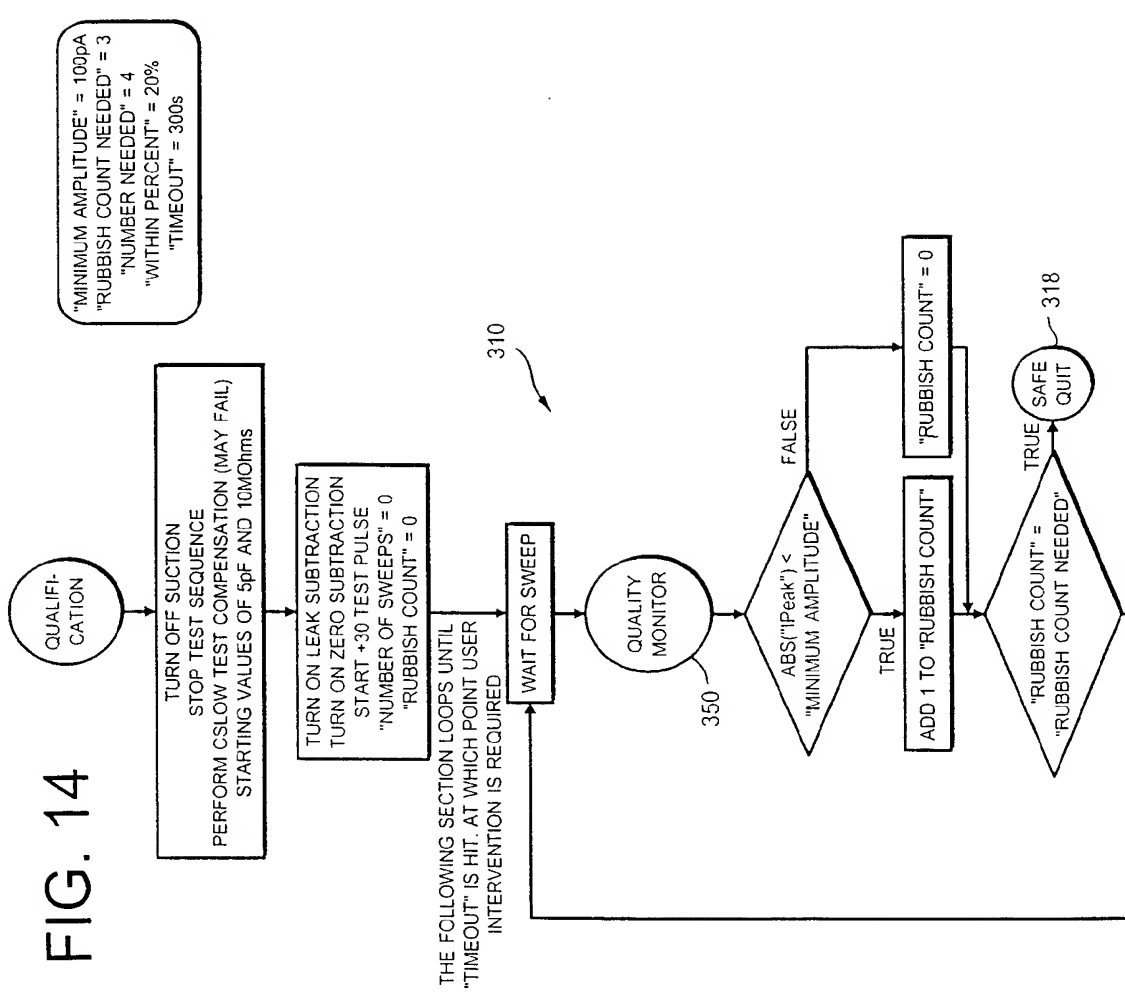 FIG. 14
"MINIMUM AMPLITUDE" = 100pA
"RUBBISH COUNT NEEDED" = 3
"NUMBER NEEDED" = 4
"WITHIN PERCENT" = 20%
"TIMEOUT" = 300s
QUALIFI-
CATION
TURN OFF SUCTION
STOP TEST SEQUENCE
PERFORM CSLOW TEST COMPENSATION (MAY FAIL)
STARTING VALUES OF 5pF AND 10MOhms
TURN ON LEAK SUBTRACTION
TURN ON ZERO SUBTRACTION
START +30 TEST PULSE
"NUMBER OF SWEEPS" = 0
"RUBBISH COUNT" = 0
THE FOLLOWING SECTION LOOPS UNTIL
"TIMEOUT" IS HIT. AT WHICH POINT USER
INTERVENTION IS REQUIRED
310
WAIT FOR SWEEP
QUALITY
MONITOR
350
ABS("IPeak") <
"MINIMUM AMPLITUDE"
FALSE
TRUE
ADD 1 TO "RUBBISH COUNT"
"RUBBISH COUNT" = 0
"RUBBISH COUNT" =
"RUBBISH COUNT NEEDED"
TRUE
SAFE
QUIT
318